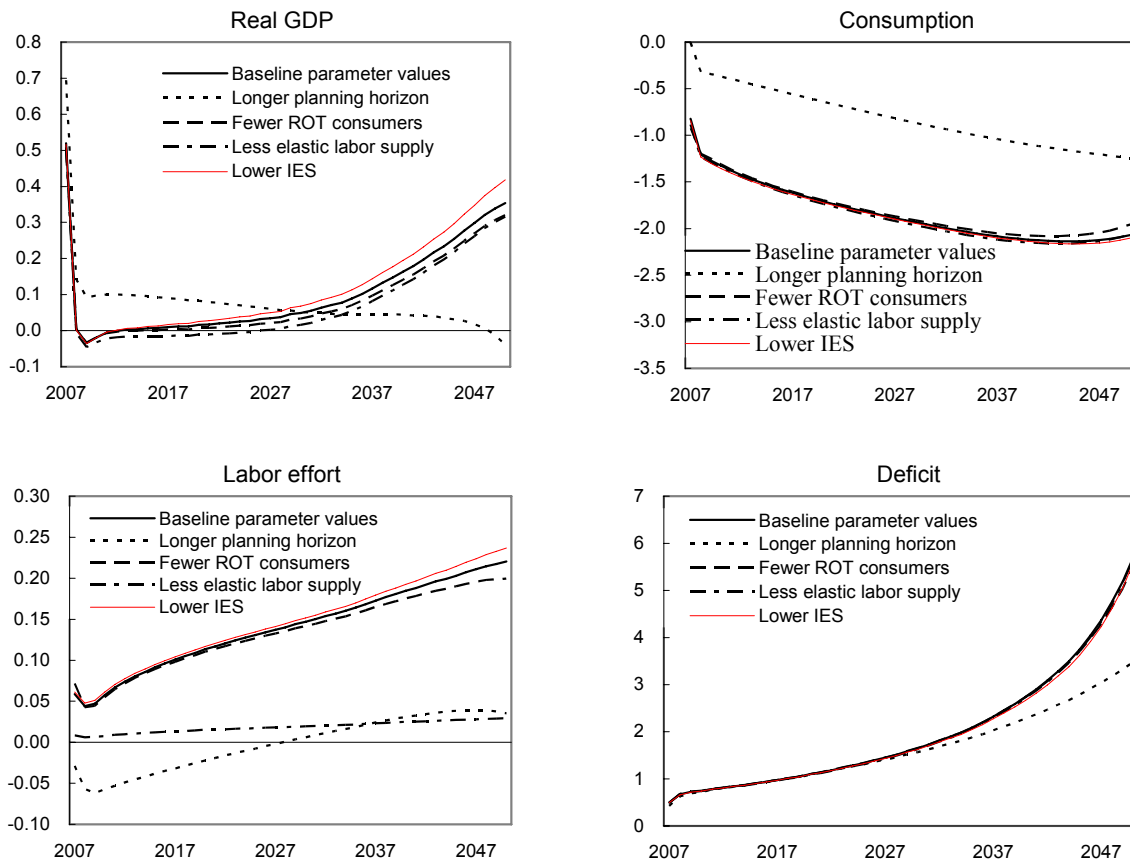 Real GDP
0.8
0.7
0.6
0.5
0.4
0.3
0.2
0.1
0.0
-0.1
Baseline parameter values
Longer planning horizon
Fewer ROT consumers
Less elastic labor supply
Lower IES
2007 2017 2027 2037 2047
Consumption
0.0
-0.5
-1.0
-1.5
-2.0
-2.5
-3.0
-3.5
Baseline parameter values
Longer planning horizon
Fewer ROT consumers
Less elastic labor supply
Lower IES
2007 2017 2027 2037 2047
Labor effort
0.30
0.25
0.20
0.15
0.10
0.05
0.00
-0.05
-0.10
Baseline parameter values
Longer planning horizon
Fewer ROT consumers
Less elastic labor supply
Lower IES
2007 2017 2027 2037 2047
Deficit
7
6
5
4
3
2
1
0
Baseline parameter values
Longer planning horizon
Fewer ROT consumers
Less elastic labor supply
Lower IES
2007 2017 2027 2037 2047